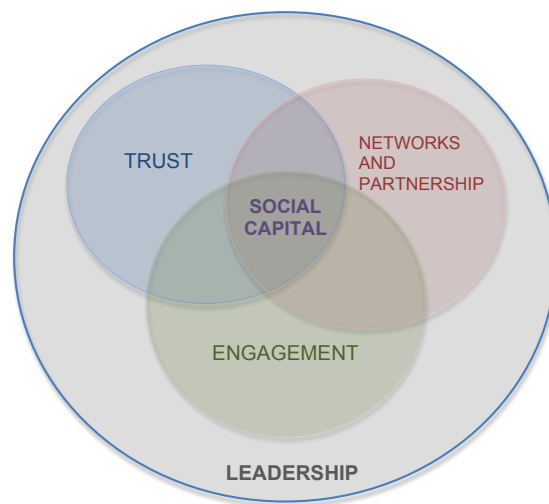 TRUST
NETWORKS
AND
PARTNERSHIP
SOCIAL
CAPITAL
ENGAGEMENT
LEADERSHIP